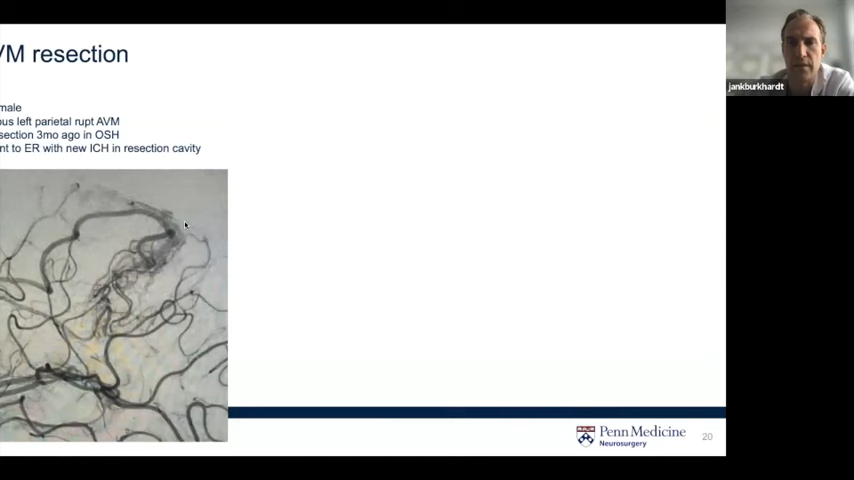 VM resection
male
ous left parietal rupt AVM
section 3mo ago in OSH
nt to ER with new ICH in resection cavity
jankburkhardt
Penn Medicine
Neurosurgery
20